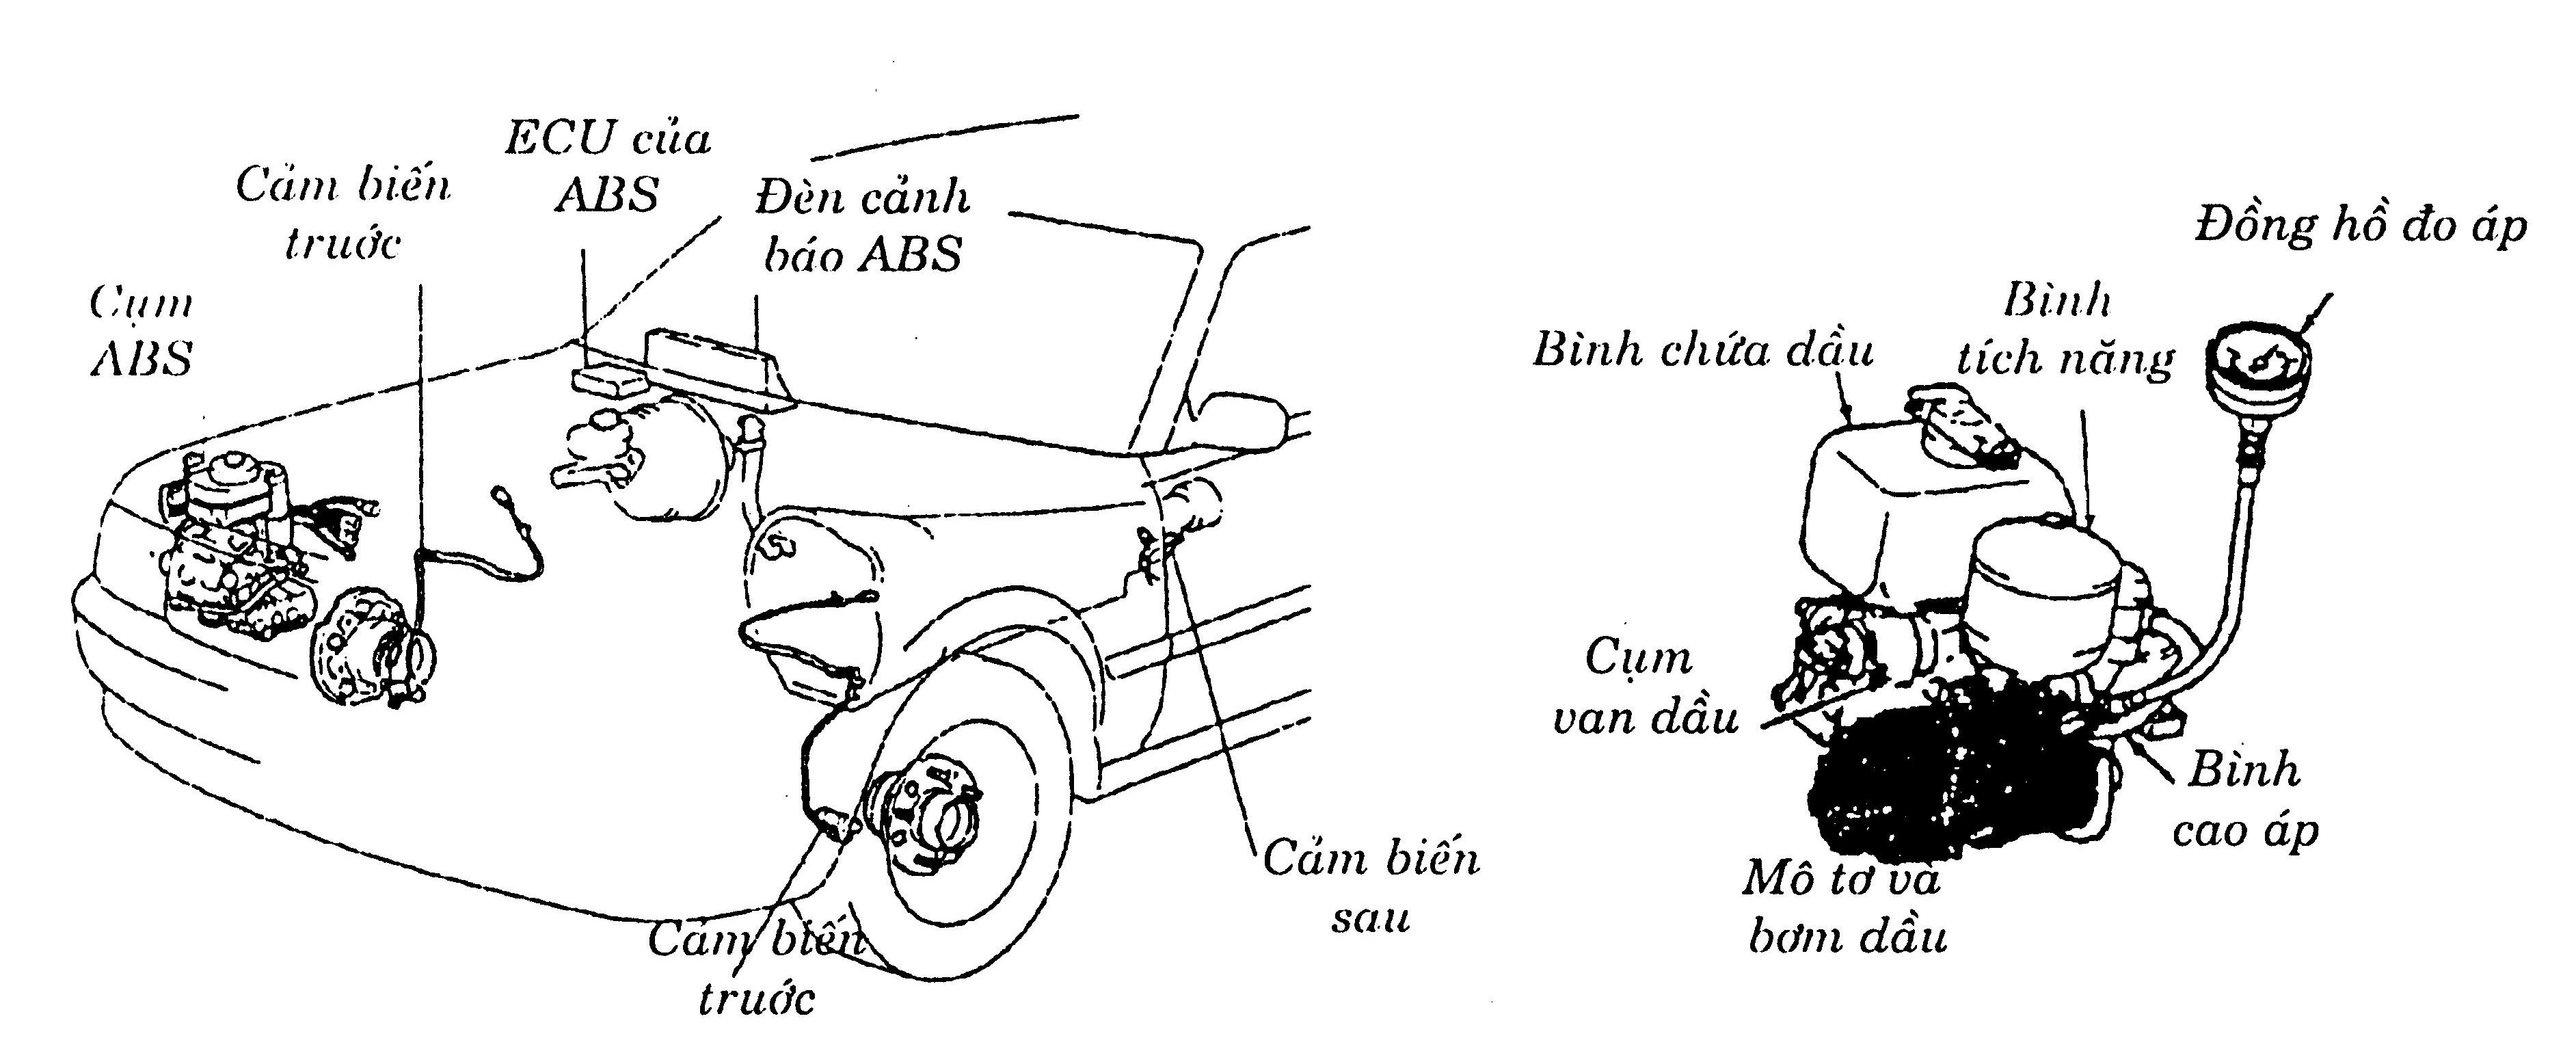 ECU của
ABS
Cảm biến
trước
Đèn cảnh
báo ABS
Cụm
ABS
Cảm biến
sau
Cảm biến
trước
Đồng hồ đo áp
Bình
tích năng
Bình chứa dầu
Cụm
van dầu
Bình
cao áp
Mô tơ và
bơm dầu